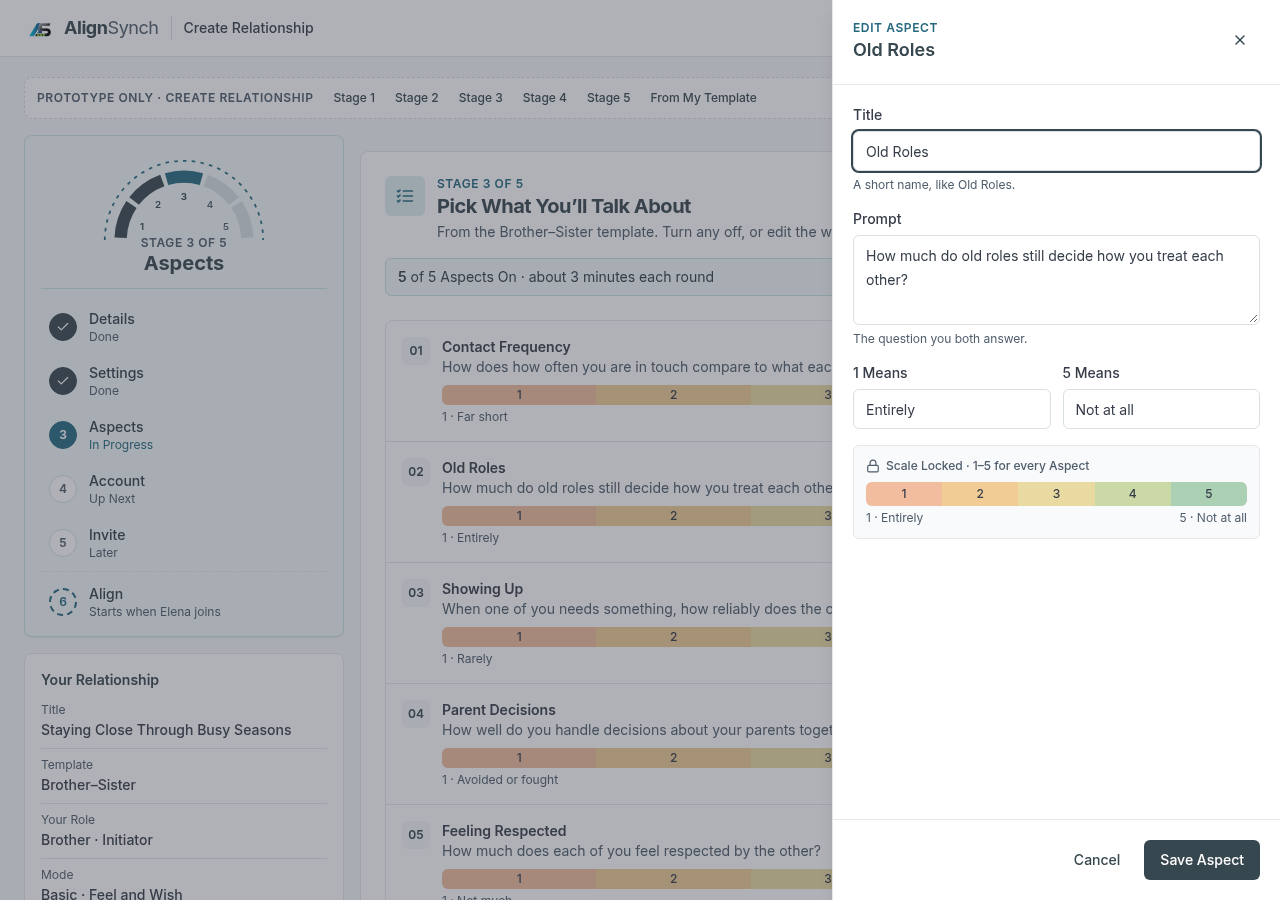 AlignSynch
Create Relationship
PROTOTYPE ONLY · CREATE RELATIONSHIP
Stage 1
Stage 2
Stage 3
Stage 4
Stage 5
From My Template
1
2
3
4
5
STAGE 3 OF 5
Aspects
Details
Done
Settings
Done
3
Aspects
In Progress
4
Account
Up Next
5
Invite
Later
6
Align
Starts when Elena joins
Your Relationship
Title
Staying Close Through Busy Seasons
Template
Brother–Sister
Your Role
Brother · Initiator
Mode
Basic · Feel and Wish
STAGE 3 OF 5
Pick What You’ll Talk About
From the Brother–Sister template. Turn any off, or edit the w
5 of 5 Aspects On · about 3 minutes each round
01
Contact Frequency
How does how often you are in touch compare to what eac
1
2
3
1 · Far short
02
Old Roles
How much do old roles still decide how you treat each othe
1
2
3
1 · Entirely
03
Showing Up
When one of you needs something, how reliably does the o
1
2
3
1 · Rarely
04
Parent Decisions
How well do you handle decisions about your parents toget
1
2
3
1 · Avoided or fought
05
Feeling Respected
How much does each of you feel respected by the other?
1
2
3
1 · Not much
EDIT ASPECT
Old Roles
Title
Old Roles
A short name, like Old Roles.
Prompt
How much do old roles still decide how you treat each
other?
The question you both answer.
1 Means
5 Means
Entirely
Not at all
Scale Locked · 1–5 for every Aspect
1
2
3
4
5
1 · Entirely
5 · Not at all
Cancel
Save Aspect